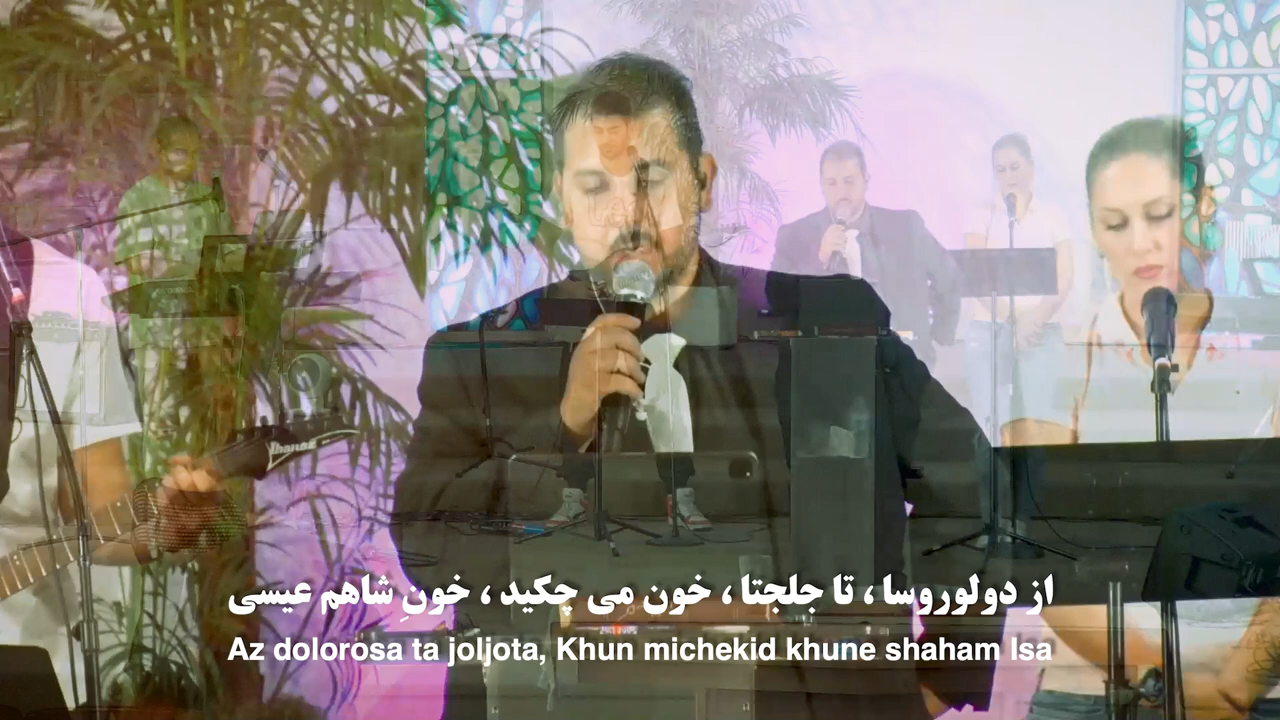 Ibanez
از دولوروسا ، تا جلجتا ، خون می چکید ، خونِ شاهم عیسی
Az dolorosa ta joljota, Khun michekid khune shaham Isa